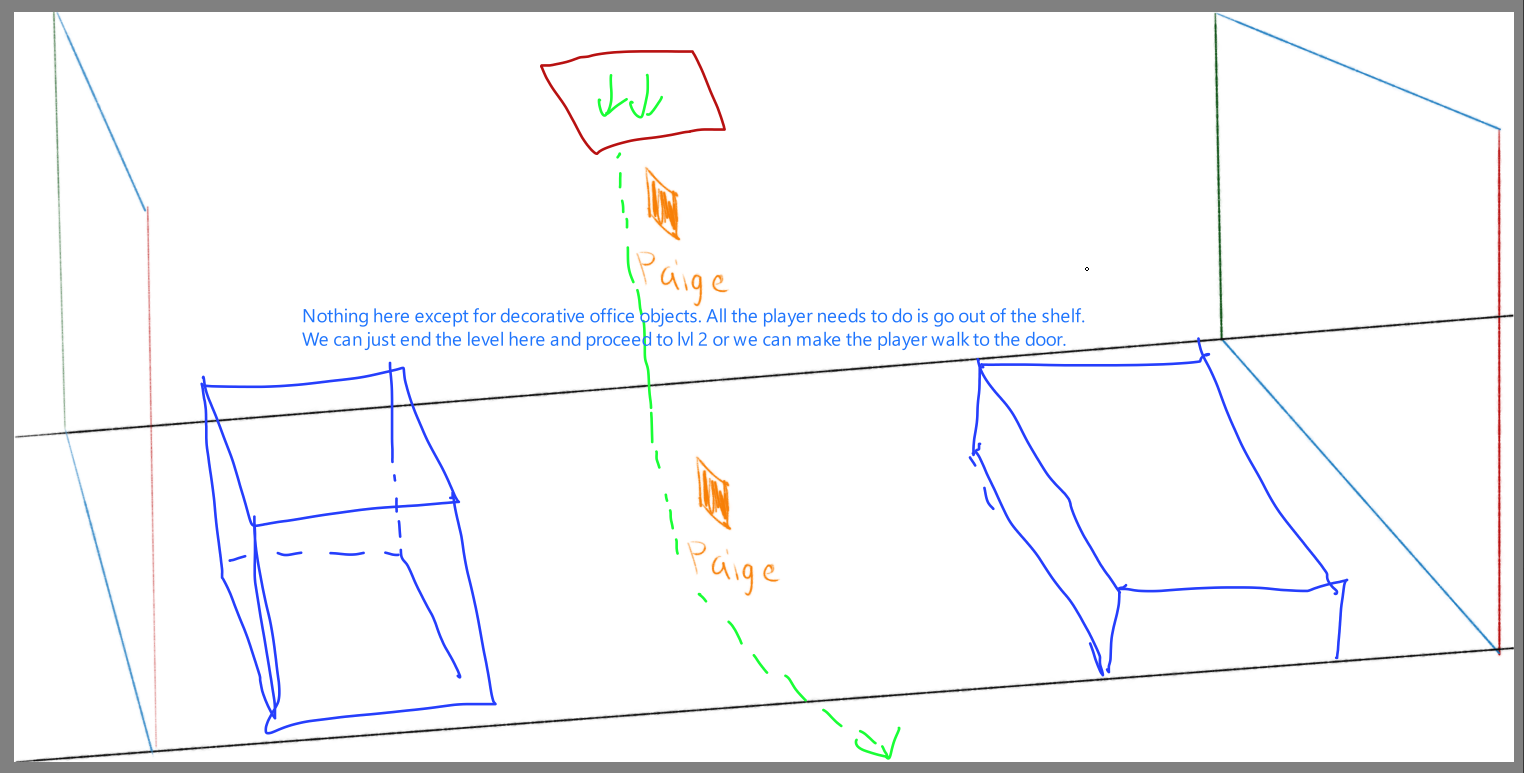 Paige
Nothing here except for decorative office objects. All the player needs to do is go out of the shelf.
We can just end the level here and proceed to lvl 2 or we can make the player walk to the door.
Paige